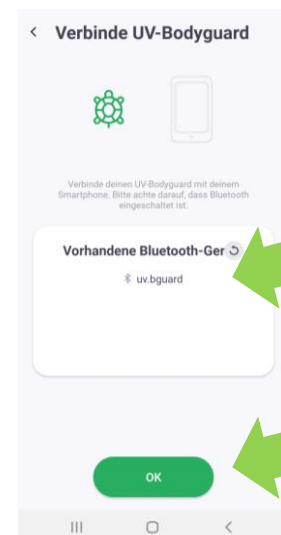 Verbinde UV-Bodyguard
Verbinde deinen UV-Bodyguard mit deinem
Smartphone. Bitte achte darauf, dass Bluetooth
eingeschaltet ist.
Vorhandene Bluetooth-Ger
uv.bguard
OK